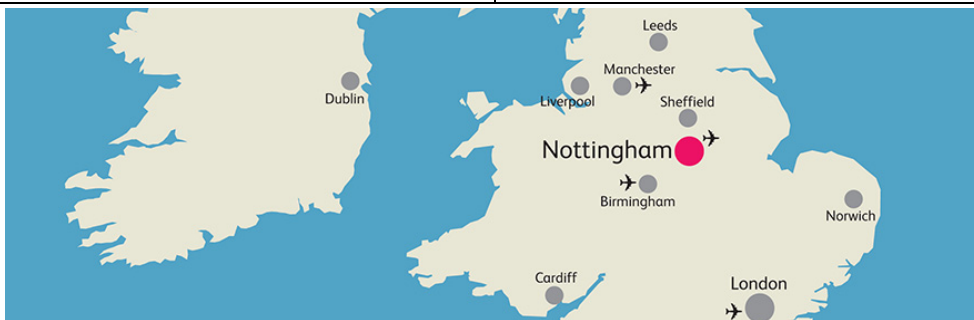 Leeds
Manchester
Dublin
Liverpool
Sheffield
Nottingham
Birmingham
Norwich
Cardiff
London